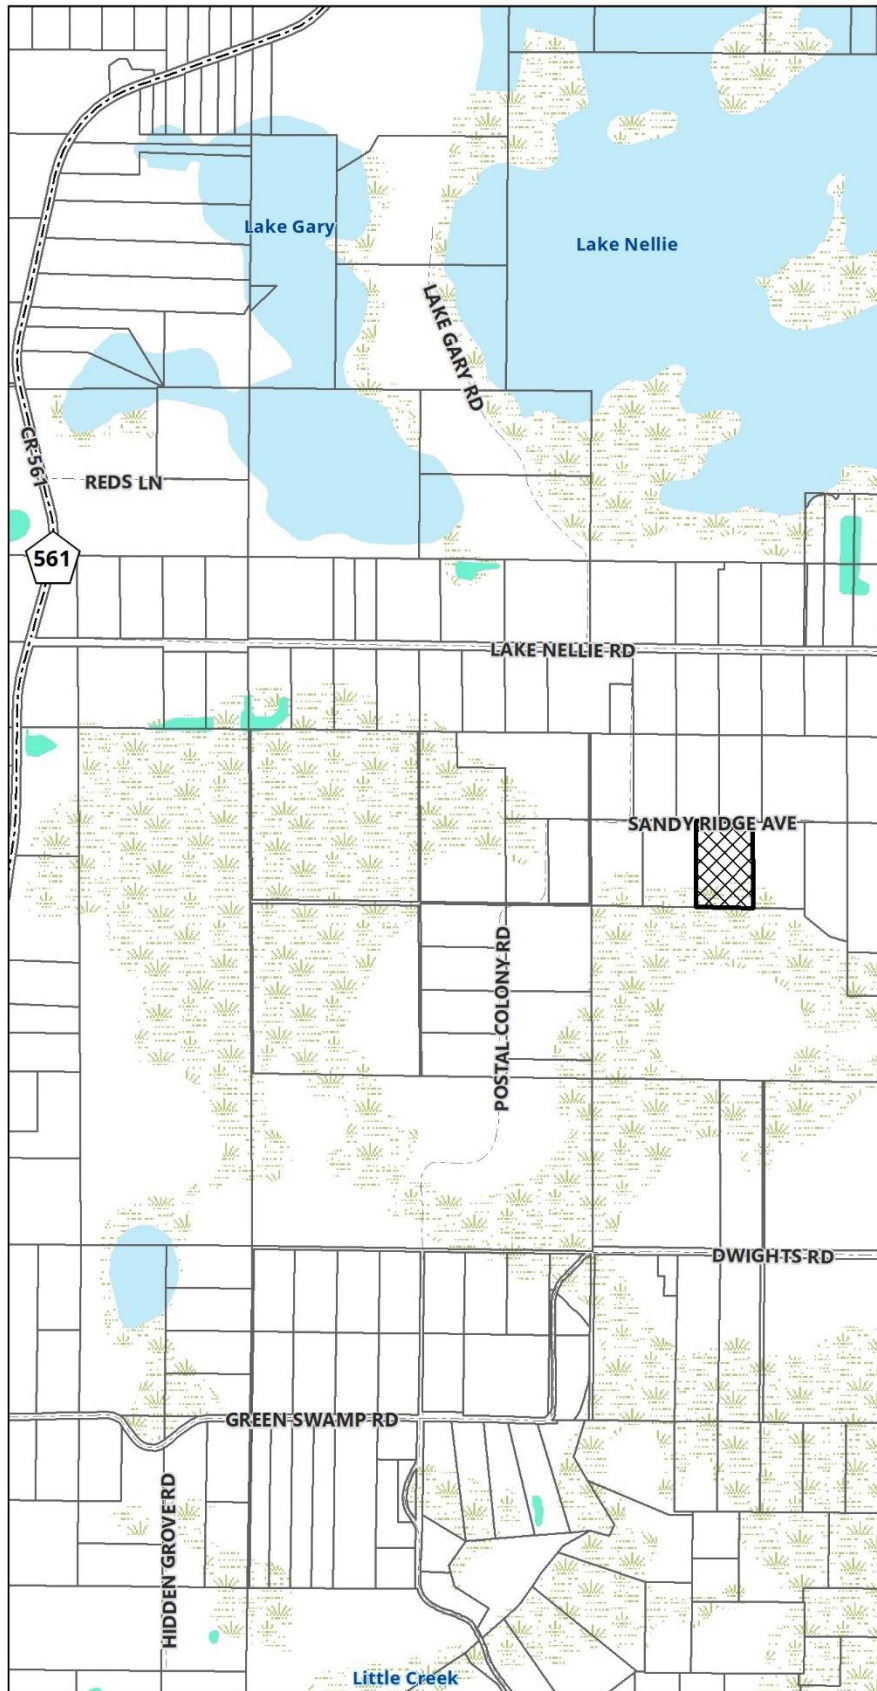 Lake Gary
Lake Nellie
LAKE GARY RD
CR 561
REDS LN
561
LAKE NELLIE RD
SANDY RIDGE AVE
POSTAL COLONY RD
DWIGHTS RD
GREEN SWAMP RD
HIDDEN GROVE RD
Little Creek